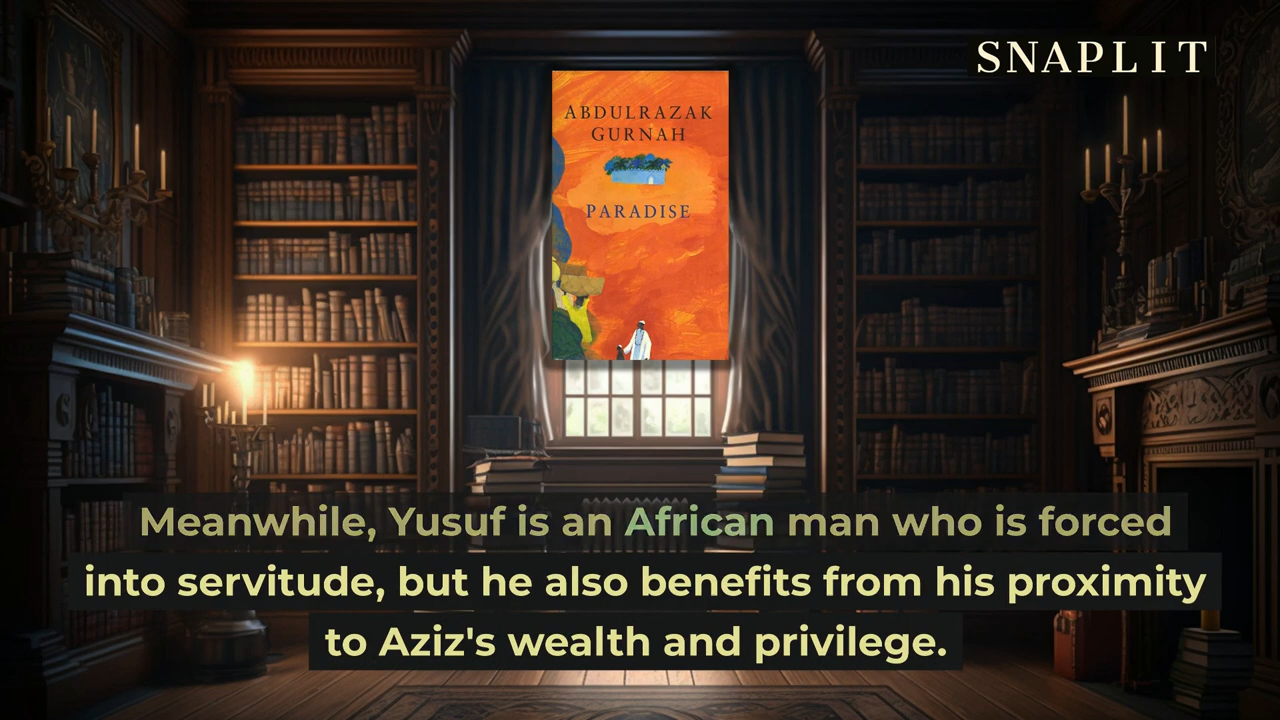 SNAPLIT
ABDULRAZAK
GURNAH
PARADISE
Meanwhile, Yusuf is an African man who is forced
into servitude, but he also benefits from his proximity
to Aziz's wealth and privilege.